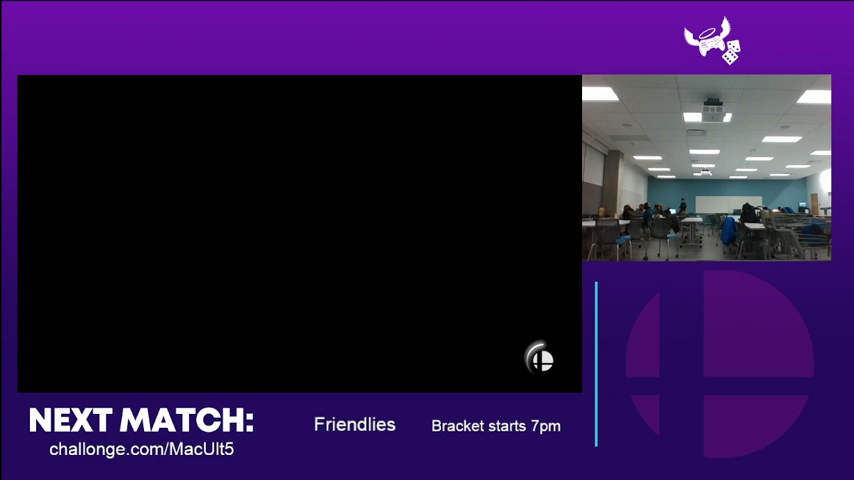 NEXT MATCH:
Friendlies
Bracket starts 7pm
challonge.com/MacUlt5